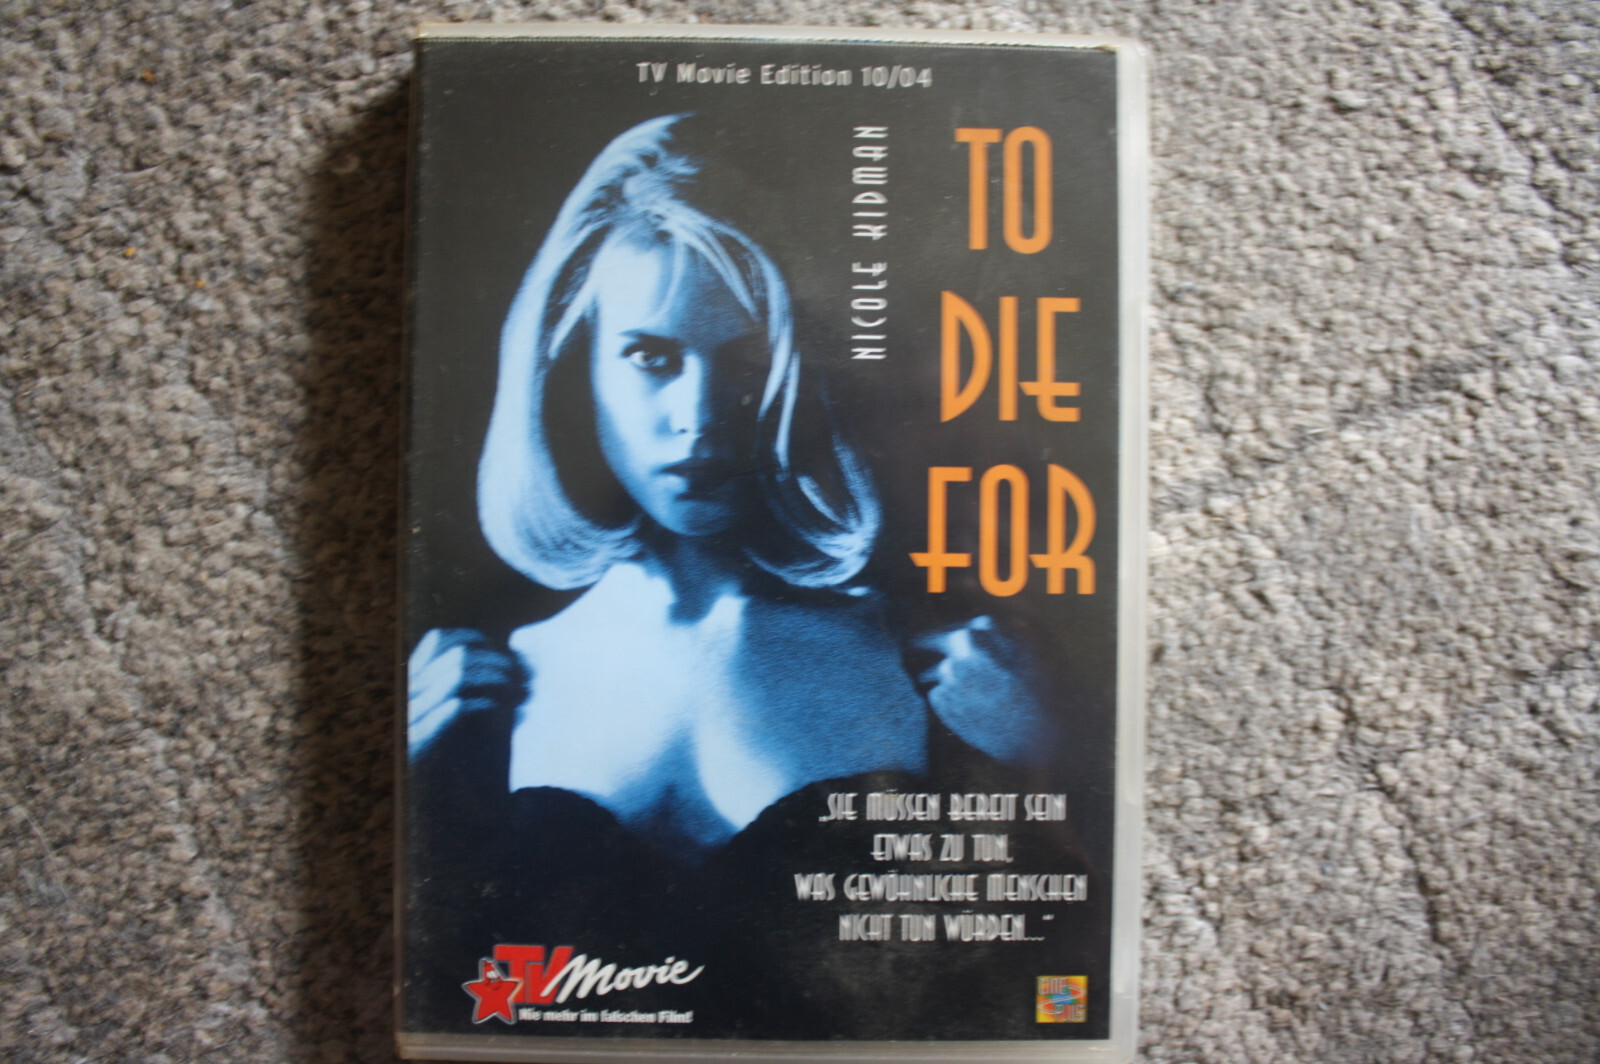 TV Movie Edition 10/04
NICOLE KIDMAN
TO
DIE
FOR
„SIE MÜSSEN BEREIT SEIN
ETWAS ZU TUN,
WAS GEWÖHNLICHE MENSCHEN
NICHT TUN WÜRDEN..."
TV Movie
Nie mehr im falschen Film!